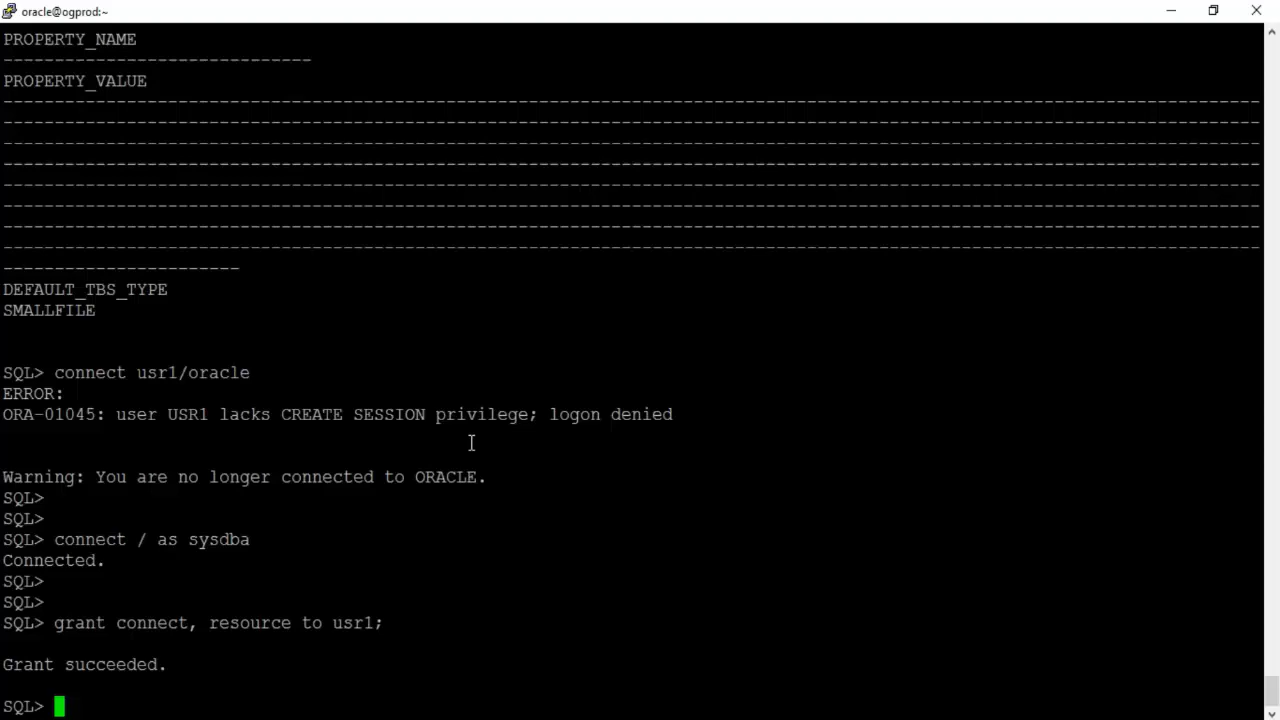 oracle@ogprod:~
PROPERTY_NAME
------------------------------
PROPERTY_VALUE
--------------------------------------------------------------------------------------------------------------------------
--------------------------------------------------------------------------------------------------------------------------
--------------------------------------------------------------------------------------------------------------------------
--------------------------------------------------------------------------------------------------------------------------
--------------------------------------------------------------------------------------------------------------------------
--------------------------------------------------------------------------------------------------------------------------
--------------------------------------------------------------------------------------------------------------------------
--------------------------------------------------------------------------------------------------------------------------
-----------------------
DEFAULT_TBS_TYPE
SMALLFILE
SQL> connect usr1/oracle
ERROR:
ORA-01045: user USR1 lacks CREATE SESSION privilege; logon denied
Warning: You are no longer connected to ORACLE.
SQL>
SQL>
SQL> connect / as sysdba
Connected.
SQL>
SQL>
SQL> grant connect, resource to usr1;
Grant succeeded.
SQL>